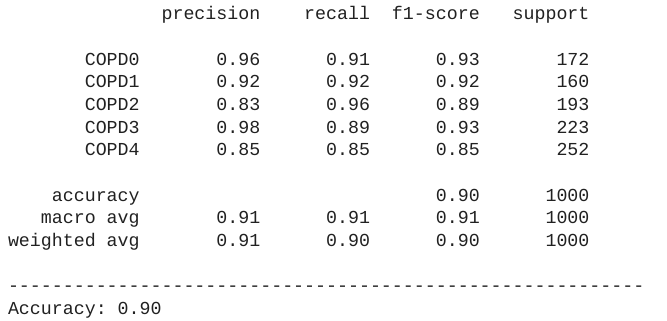 precision recall f1-score support
COPD0 0.96 0.91 0.93 172
COPD1 0.92 0.92 0.92 160
COPD2 0.83 0.96 0.89 193
COPD3 0.98 0.89 0.93 223
COPD4 0.85 0.85 0.85 252
accuracy 0.90 1000
macro avg 0.91 0.91 0.91 1000
weighted avg 0.91 0.90 0.90 1000
----------------------------------------------------------
Accuracy: 0.90